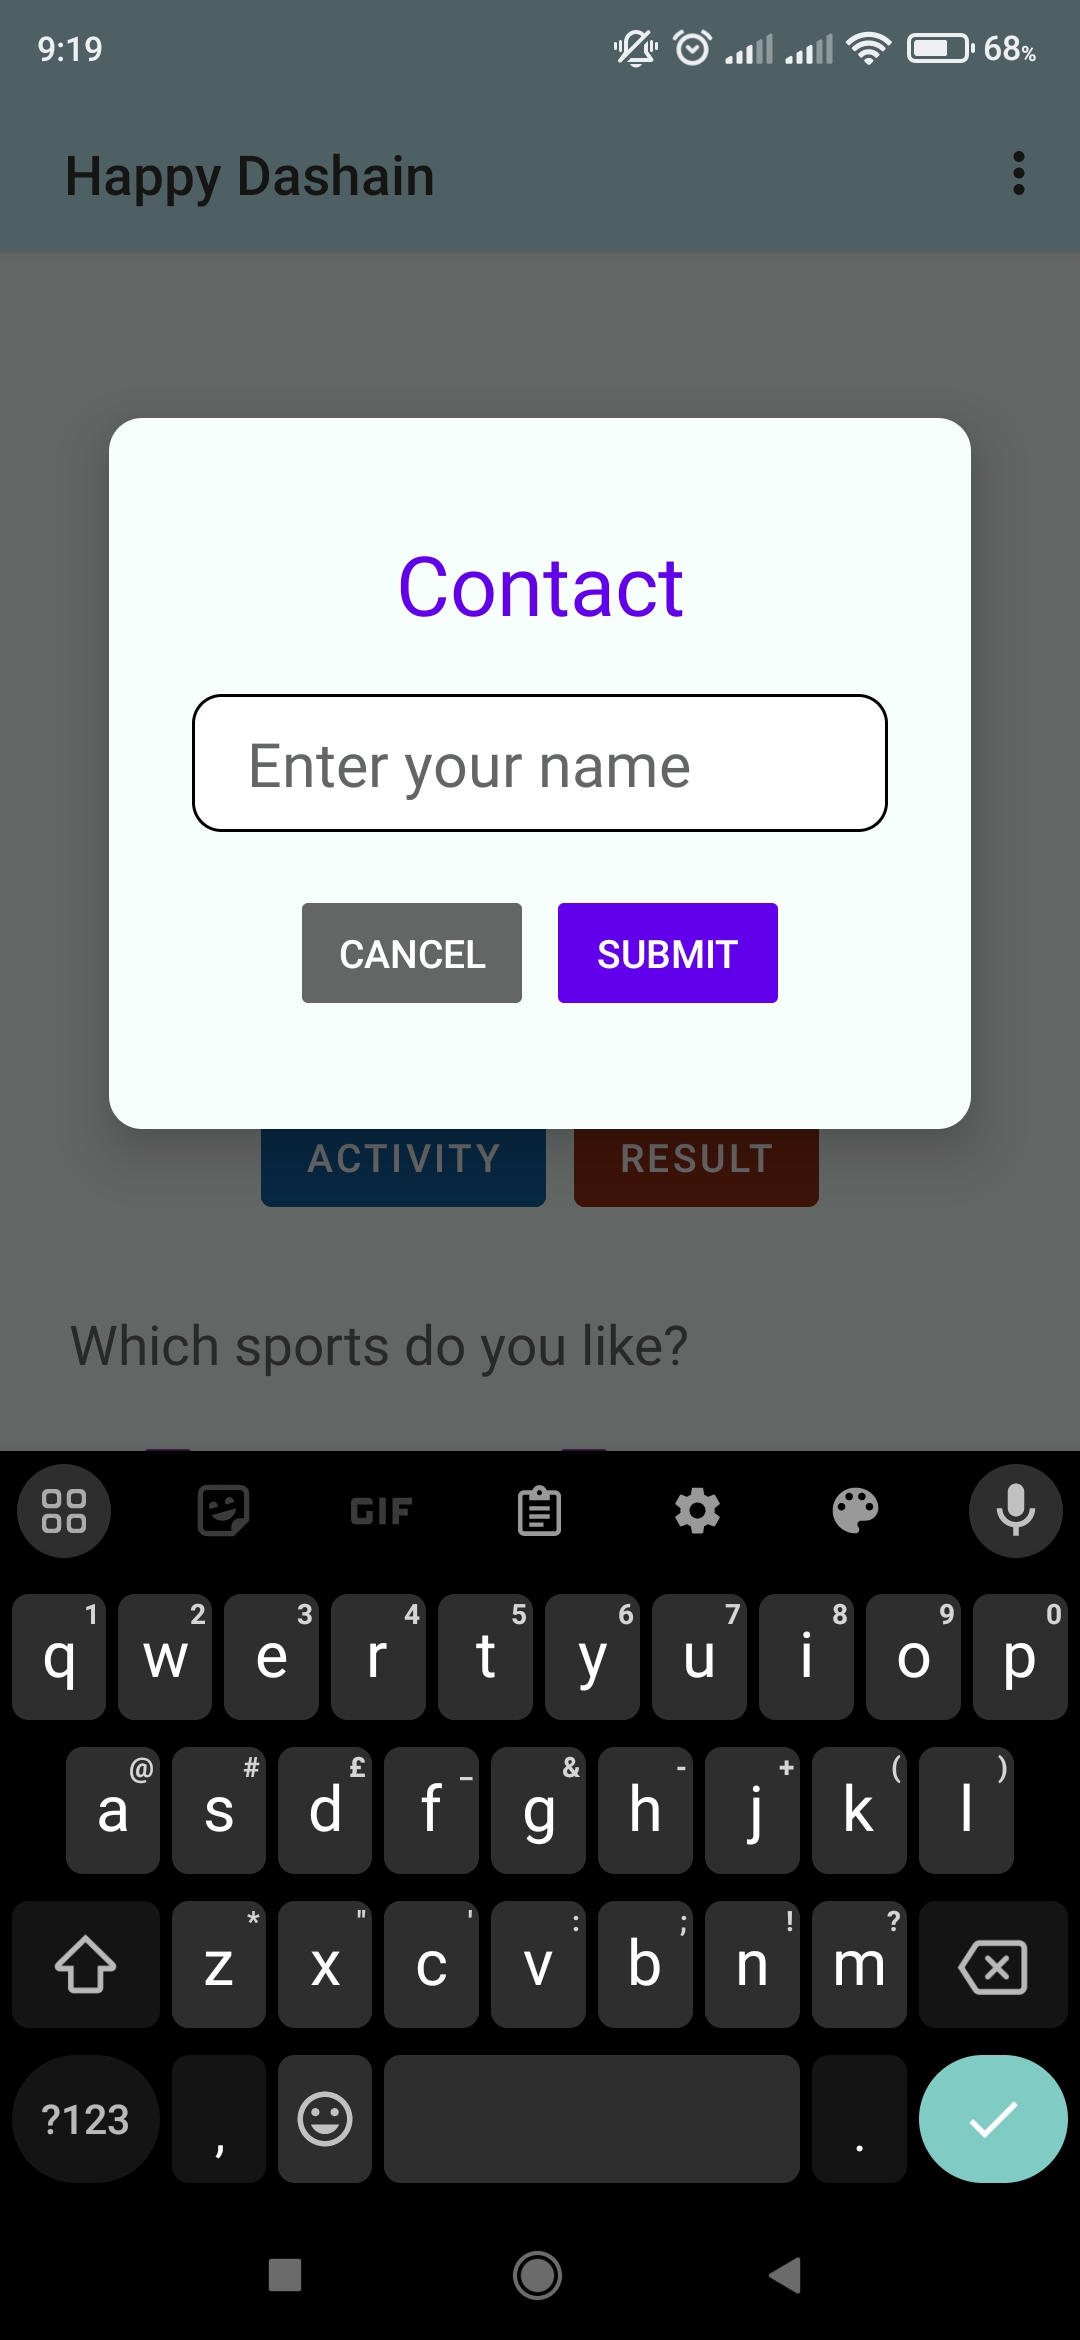 9:19
68%
Happy Dashain
Contact
Enter your name
CANCEL SUBMIT
ACTIVITY RESULT
Which sports do you like?
GIF
1 2 3 4 5 6 7 8 9 0
q w e r t y u i o p
@ # £ _ & - + ( )
a s d f g h j k l
* " ' : ; ! ?
z x c v b n m
?123 , .